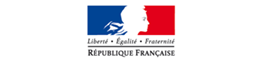 Liberté • Égalité • Fraternité
RÉPUBLIQUE FRANÇAISE